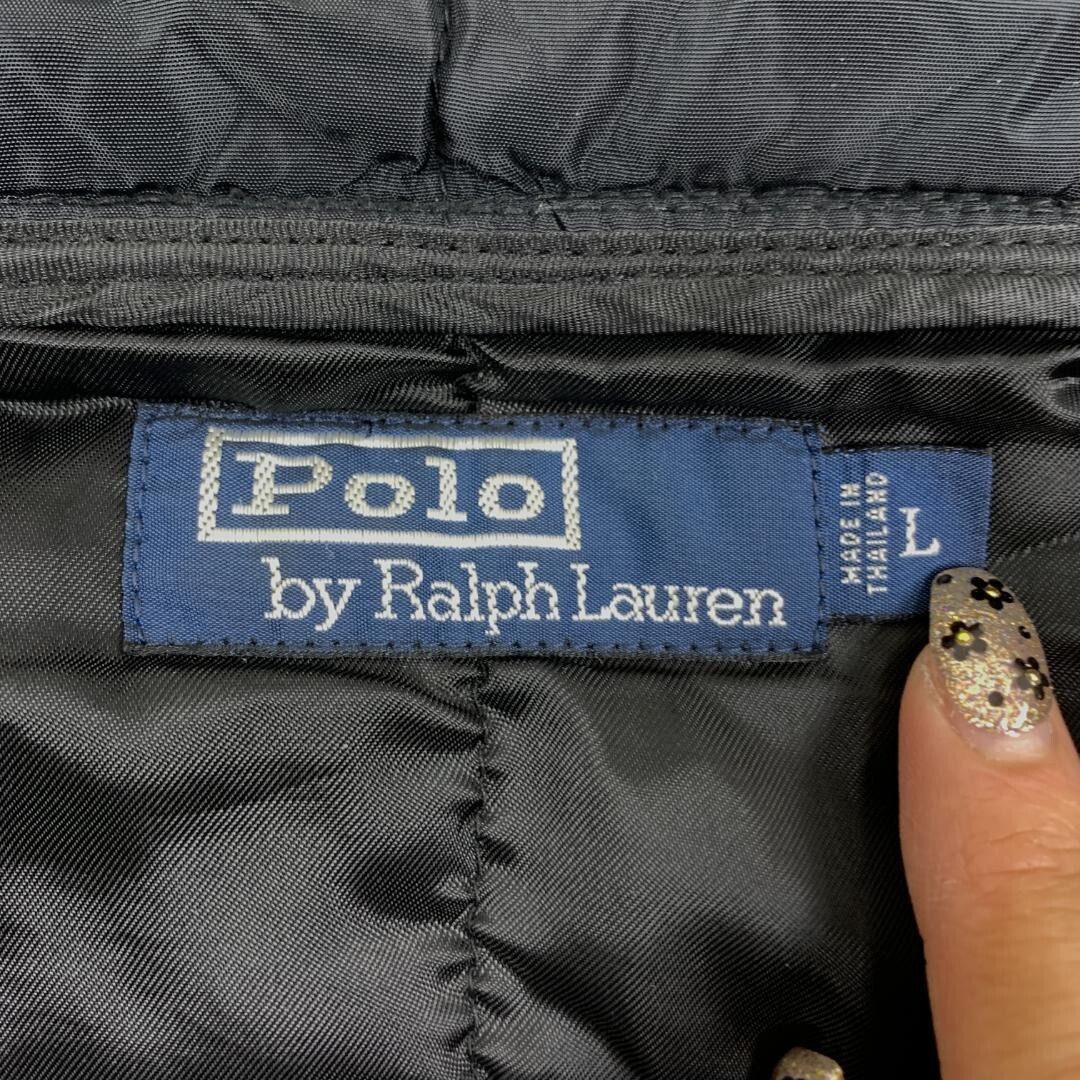 Polo
by Ralph Lauren
MADE IN
THAILAND
L